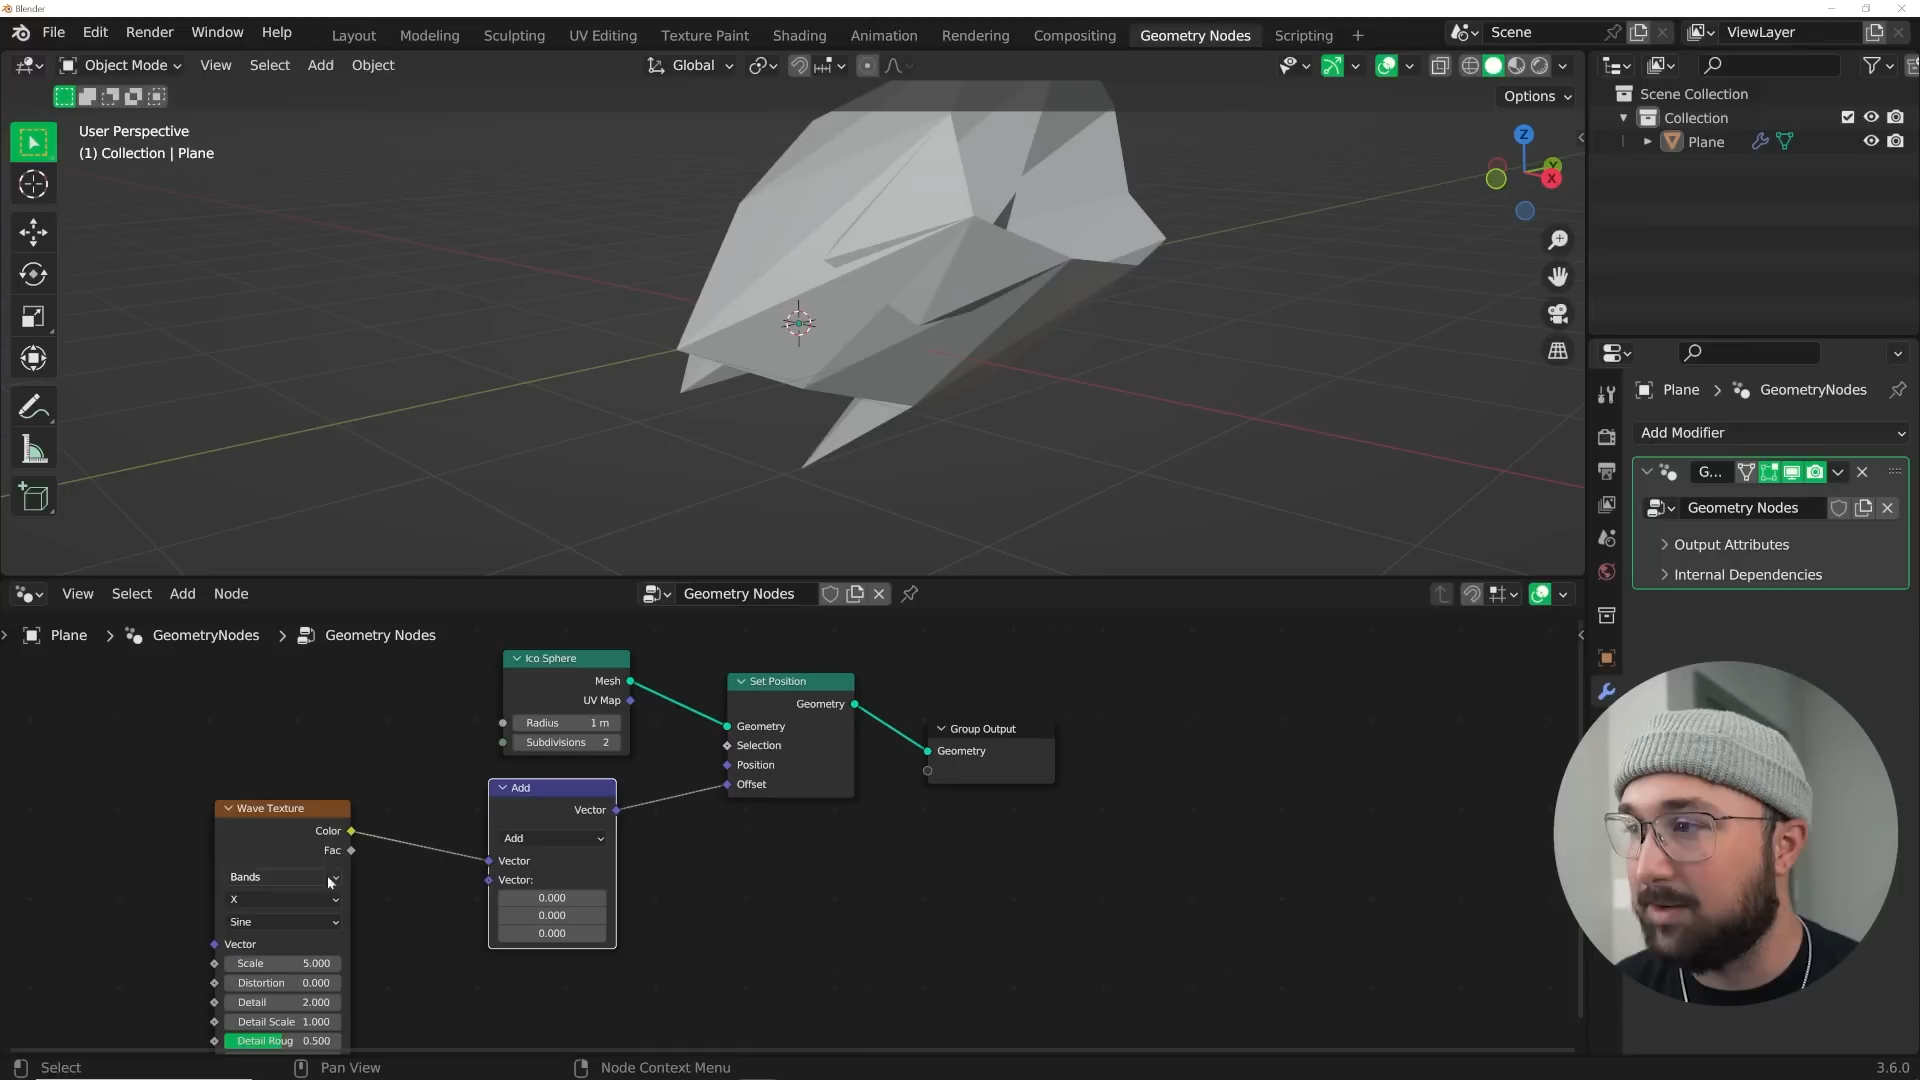 Blender
File Edit Render Window Help Layout Modeling Sculpting UV Editing Texture Paint Shading Animation Rendering Compositing Geometry Nodes Scripting + Scene ViewLayer
Object Mode View Select Add Object Global
Options
User Perspective
(1) Collection | Plane
Z
Y
X
Scene Collection
Collection
Plane
Plane > GeometryNodes
Add Modifier
G...
Geometry Nodes
Output Attributes
Internal Dependencies
View Select Add Node Geometry Nodes
Plane > GeometryNodes > Geometry Nodes
Ico Sphere
Mesh
UV Map
Radius 1 m
Subdivisions 2
Set Position
Geometry
Geometry
Selection
Position
Offset
Group Output
Geometry
Add
Vector
Add
Vector
Vector:
0.000
0.000
0.000
Wave Texture
Color
Fac
Bands
X
Sine
Vector
Scale 5.000
Distortion 0.000
Detail 2.000
Detail Scale 1.000
Detail Roug 0.500
Select Pan View Node Context Menu 3.6.0